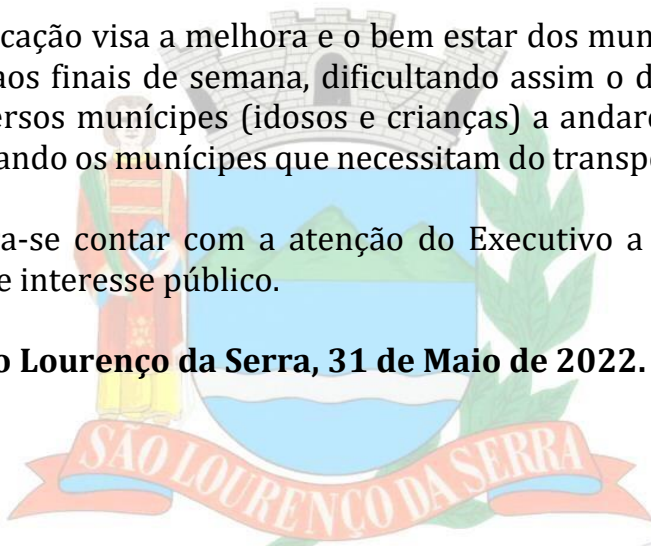 cação visa a melhora e o bem estar dos mun
aos finais de semana, dificultando assim o d
ersos munícipes (idosos e crianças) a andar
ando os munícipes que necessitam do transp
a-se contar com a atenção do Executivo a
e interesse público.
o Lourenço da Serra, 31 de Maio de 2022.
SÃO LOURENÇO DA SERRA